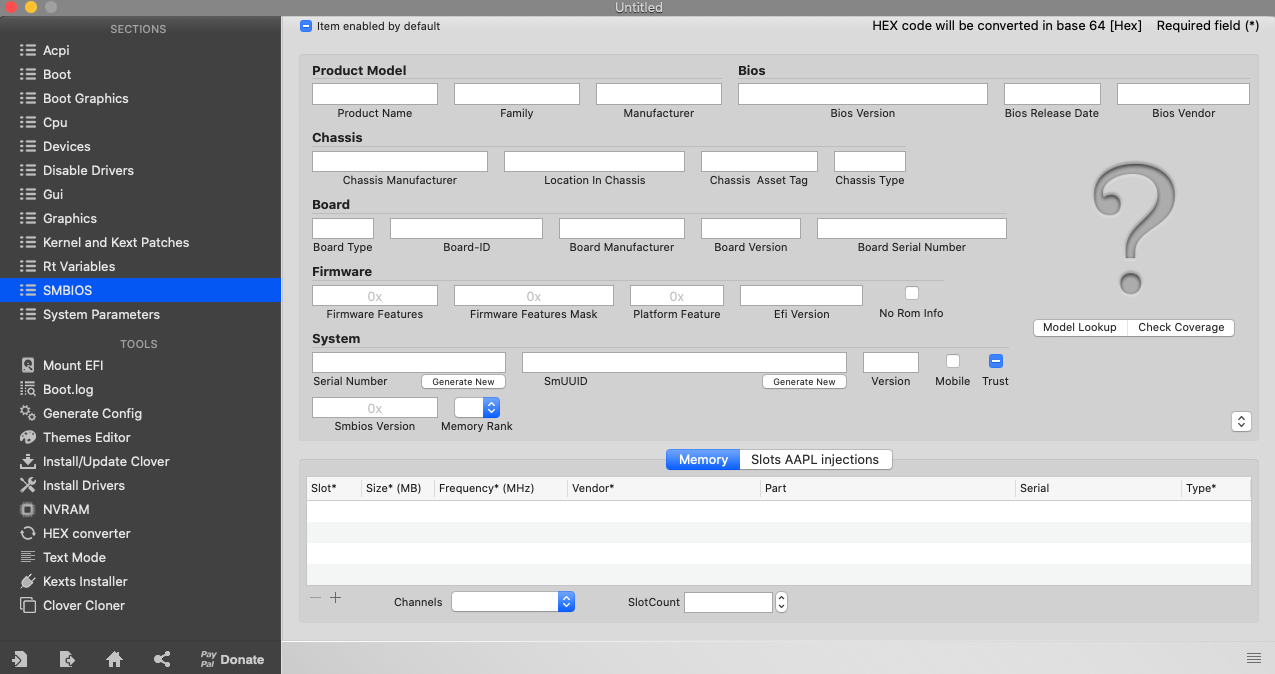 Untitled
SECTIONS
Acpi
Boot
Boot Graphics
Cpu
Devices
Disable Drivers
Gui
Graphics
Kernel and Kext Patches
Rt Variables
SMBIOS
System Parameters
TOOLS
Mount EFI
Boot.log
Generate Config
Themes Editor
Install/Update Clover
Install Drivers
NVRAM
HEX converter
Text Mode
Kexts Installer
Clover Cloner
Pay
Pal Donate
Item enabled by default HEX code will be converted in base 64 [Hex] Required field (*)
Product Model Bios
Product Name Family Manufacturer Bios Version Bios Release Date Bios Vendor
Chassis
Chassis Manufacturer Location In Chassis Chassis Asset Tag Chassis Type
Board
Board Type Board-ID Board Manufacturer Board Version Board Serial Number
Firmware
0x 0x 0x
Firmware Features Firmware Features Mask Platform Feature Efi Version No Rom Info
?
Model Lookup Check Coverage
System
Serial Number Generate New SmUUID Generate New Version Mobile Trust
0x
Smbios Version Memory Rank
Memory Slots AAPL injections
Slot* Size* (MB) Frequency* (MHz) Vendor* Part Serial Type*
Channels SlotCount